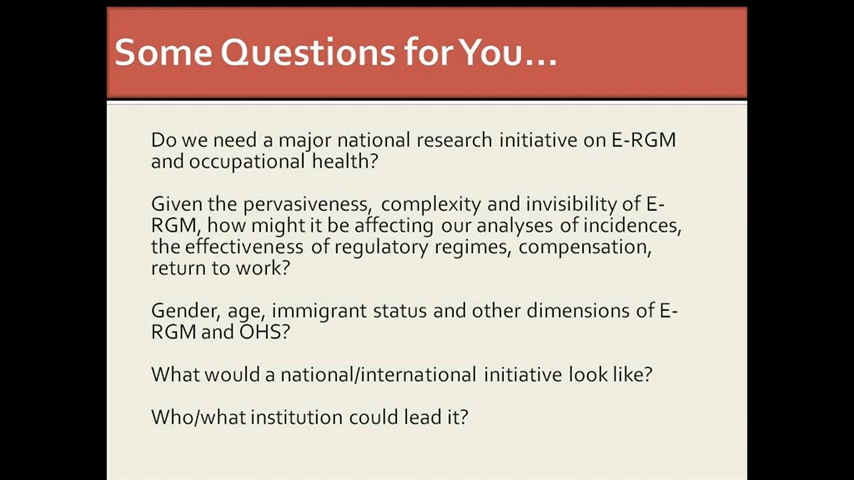 Some Questions for You...
Do we need a major national research initiative on E-RGM
and occupational health?
Given the pervasiveness, complexity and invisibility of E-
RGM, how might it be affecting our analyses of incidences,
the effectiveness of regulatory regimes, compensation,
return to work?
Gender, age, immigrant status and other dimensions of E-
RGM and OHS?
What would a national/international initiative look like?
Who/what institution could lead it?